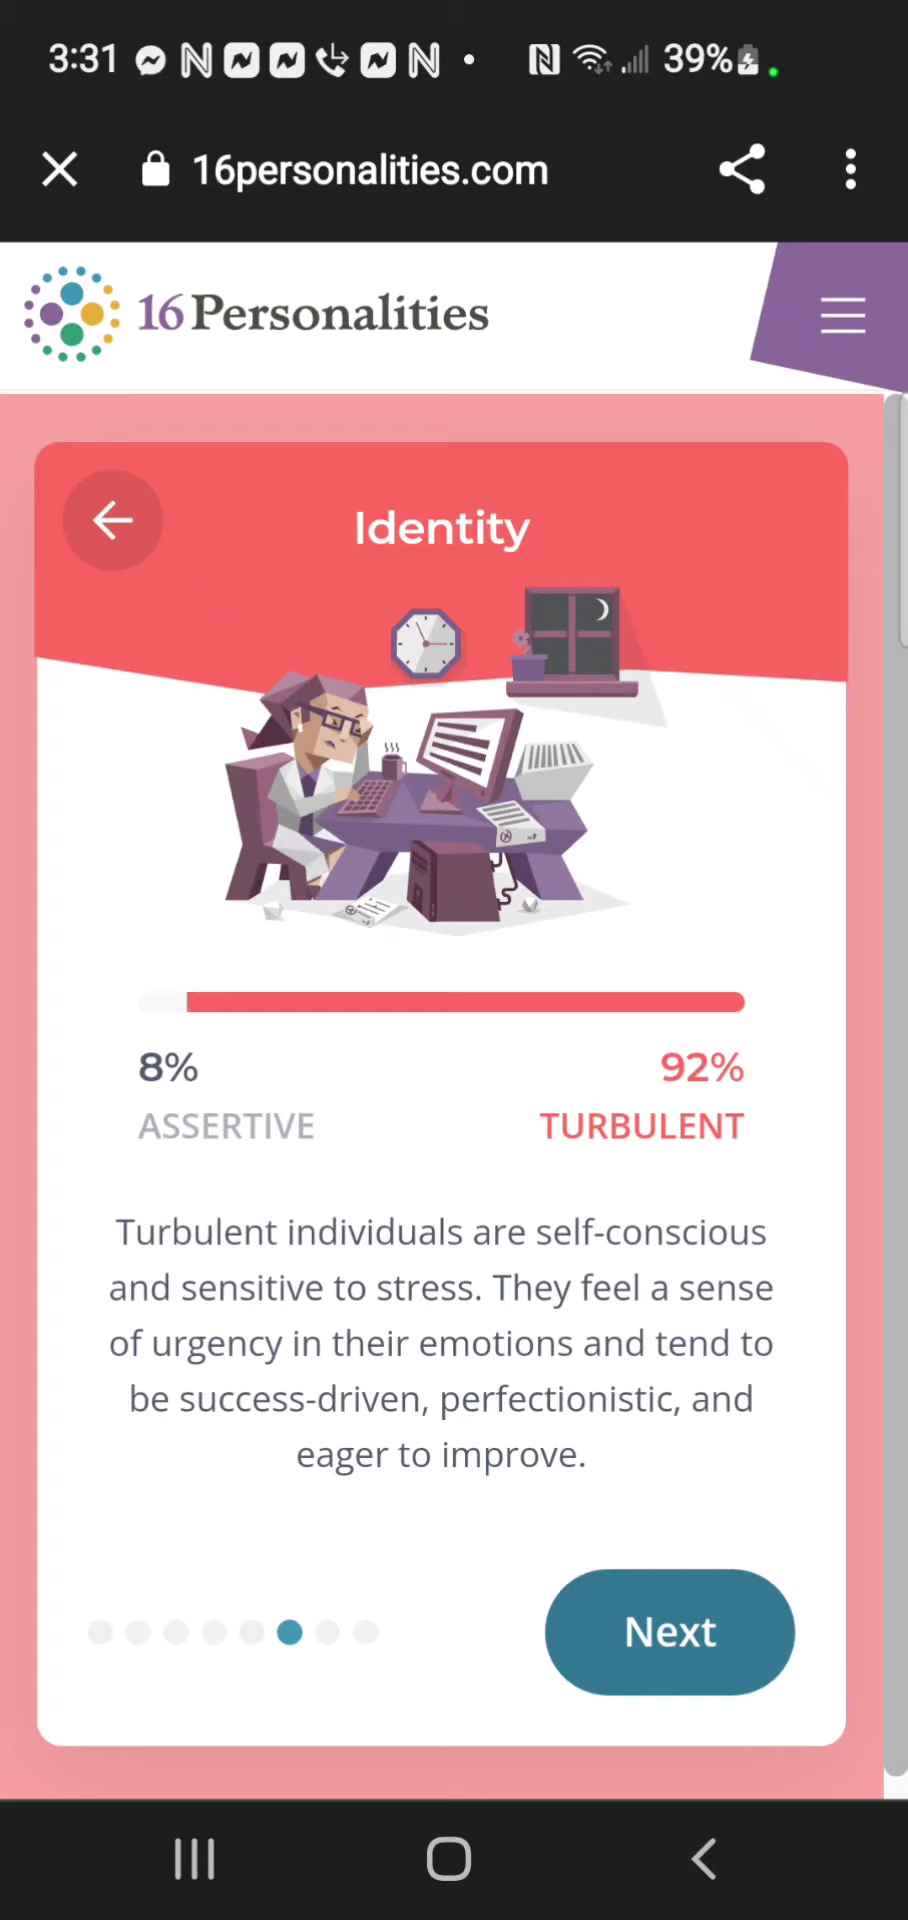 3:31 39%
16personalities.com
16Personalities
Identity
8% 92%
ASSERTIVE TURBULENT
Turbulent individuals are self-conscious
and sensitive to stress. They feel a sense
of urgency in their emotions and tend to
be success-driven, perfectionistic, and
eager to improve.
Next